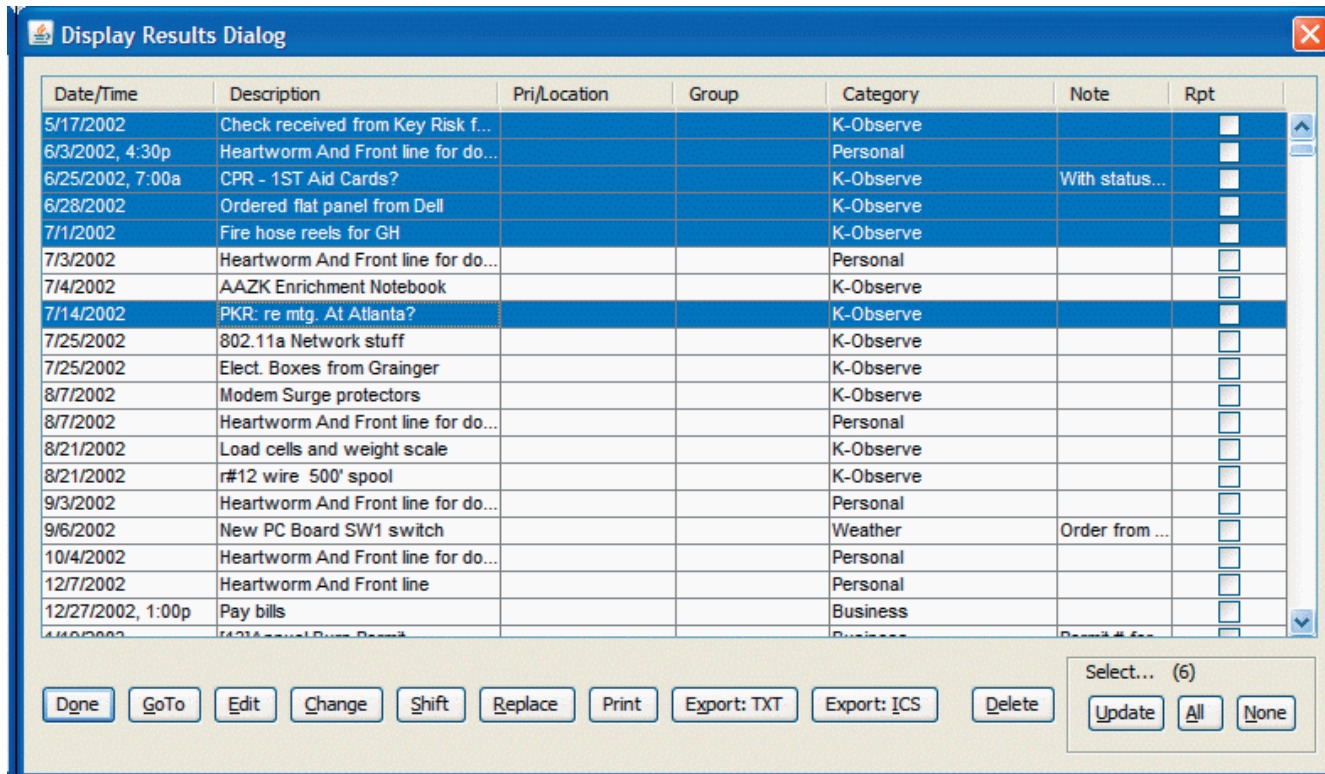 Display Results Dialog
Date/Time Description Pri/Location Group Category Note Rpt
5/17/2002 Check received from Key Risk f... K-Observe
6/3/2002, 4:30p Heartworm And Front line for do... Personal
6/25/2002, 7:00a CPR - 1ST Aid Cards? K-Observe With status...
6/28/2002 Ordered flat panel from Dell K-Observe
7/1/2002 Fire hose reels for GH K-Observe
7/3/2002 Heartworm And Front line for do... Personal
7/4/2002 AAZK Enrichment Notebook K-Observe
7/14/2002 PKR: re mtg. At Atlanta? K-Observe
7/25/2002 802.11a Network stuff K-Observe
7/25/2002 Elect. Boxes from Grainger K-Observe
8/7/2002 Modem Surge protectors K-Observe
8/7/2002 Heartworm And Front line for do... Personal
8/21/2002 Load cells and weight scale K-Observe
8/21/2002 r#12 wire 500' spool K-Observe
9/3/2002 Heartworm And Front line for do... Personal
9/6/2002 New PC Board SW1 switch Weather Order from ...
10/4/2002 Heartworm And Front line for do... Personal
12/7/2002 Heartworm And Front line Personal
12/27/2002, 1:00p Pay bills Business
Select... (6)
Done GoTo Edit Change Shift Replace Print Export: TXT Export: ICS Delete Update All None